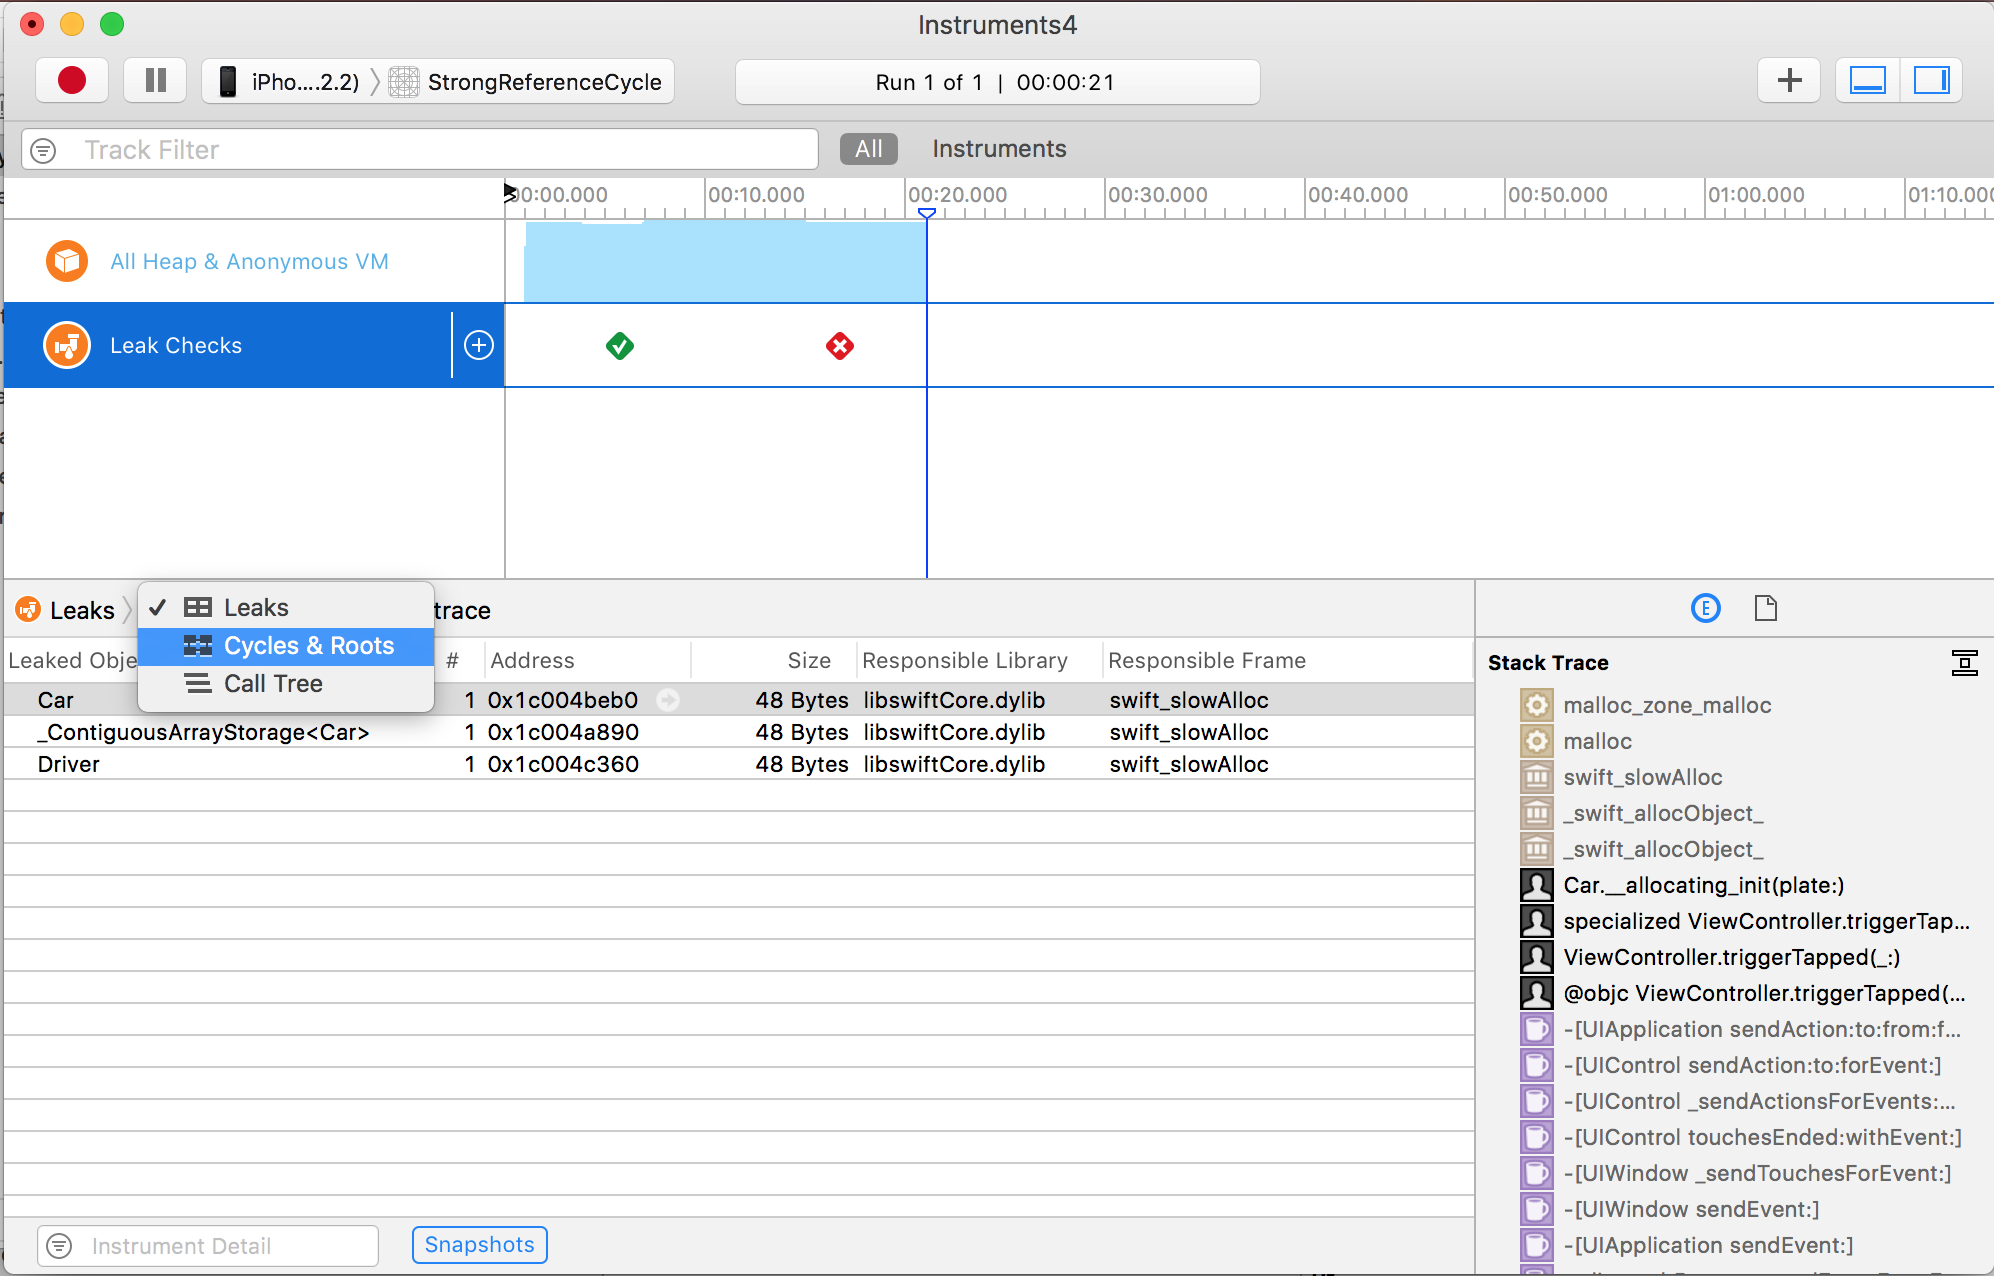 Instruments4
iPho....2.2) StrongReferenceCycle
Run 1 of 1 | 00:00:21
Track Filter All Instruments
00:00.000 00:10.000 00:20.000 00:30.000 00:40.000 00:50.000 01:00.000 01:10.000
All Heap & Anonymous VM
Leak Checks
Leaks
Leaks
Cycles & Roots
Call Tree
trace
Leaked Obje # Address Size Responsible Library Responsible Frame
Car 1 0x1c004beb0 48 Bytes libswiftCore.dylib swift_slowAlloc
_ContiguousArrayStorage<Car> 1 0x1c004a890 48 Bytes libswiftCore.dylib swift_slowAlloc
Driver 1 0x1c004c360 48 Bytes libswiftCore.dylib swift_slowAlloc
E
Stack Trace
malloc_zone_malloc
malloc
swift_slowAlloc
_swift_allocObject_
_swift_allocObject_
Car.__allocating_init(plate:)
specialized ViewController.triggerTap...
ViewController.triggerTapped(_:)
@objc ViewController.triggerTapped(...
-[UIApplication sendAction:to:from:f...
-[UIControl sendAction:to:forEvent:]
-[UIControl _sendActionsForEvents:...
-[UIControl touchesEnded:withEvent:]
-[UIWindow _sendTouchesForEvent:]
-[UIWindow sendEvent:]
-[UIApplication sendEvent:]
Instrument Detail Snapshots